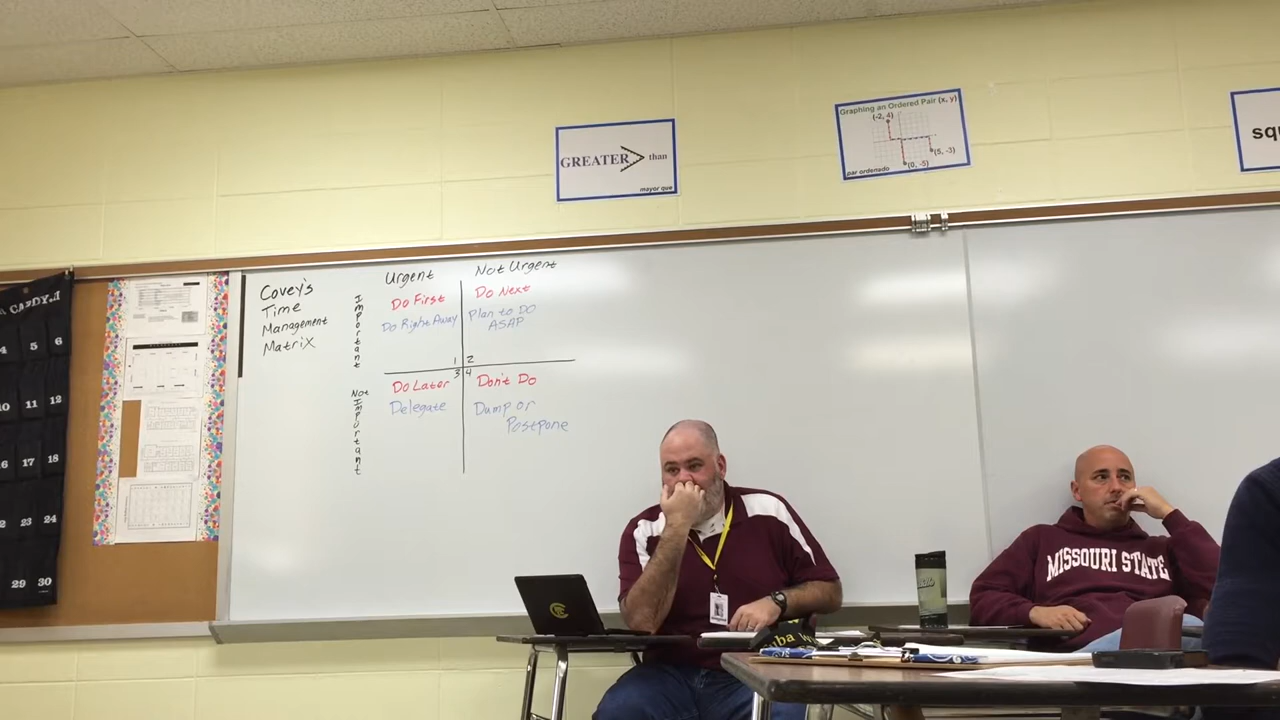 GREATER > than
mayor que
Graphing an Ordered Pair (x, y)
(-2, 4)
(5, -3)
(0, -5)
par ordenado
squ
Covey's
Time
Management
Matrix
Urgent
Not Urgent
Important
Do First
Do Right Away
1
Do Next
Plan to DO
ASAP
2
Not
Important
Do Later
Delegate
3
Don't Do
Dump or
Postpone
4
MISSOURI STATE
4 5 6
10 11 12
16 17 18
23 24
29 30